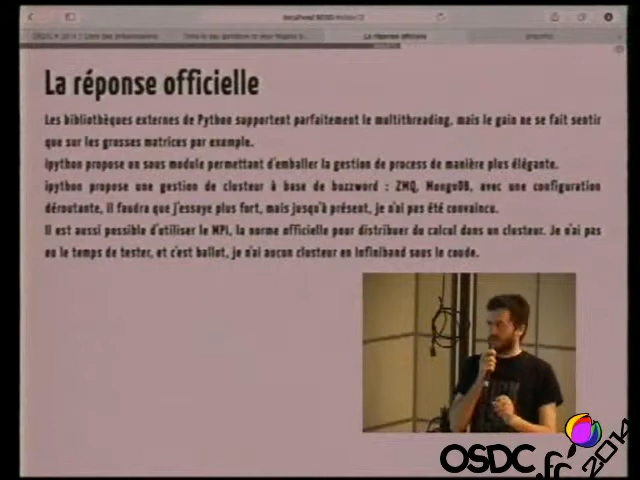 La réponse officielle
La réponse officielle
Les bibliothèques externes de Python supportent parfaitement le multithreading, mais le gain ne se fait sentir
que sur les grosses matrices par exemple.
ipython propose un sous module permettant d'emballer la gestion de process de manière plus élégante.
ipython propose une gestion de clusteur à base de buzzword : ZMQ, MongoDB, avec une configuration
déroutante, il faudra que j'essaye plus fort, mais jusqu'à présent, je n'ai pas été convaincu.
Il est aussi possible d'utiliser le MPI, la norme officielle pour distribuer du calcul dans un clusteur. Je n'ai pas
eu le temps de tester, et c'est ballot, je n'ai aucun clusteur en Infiniband sous le coude.
OSDC.fc 2014